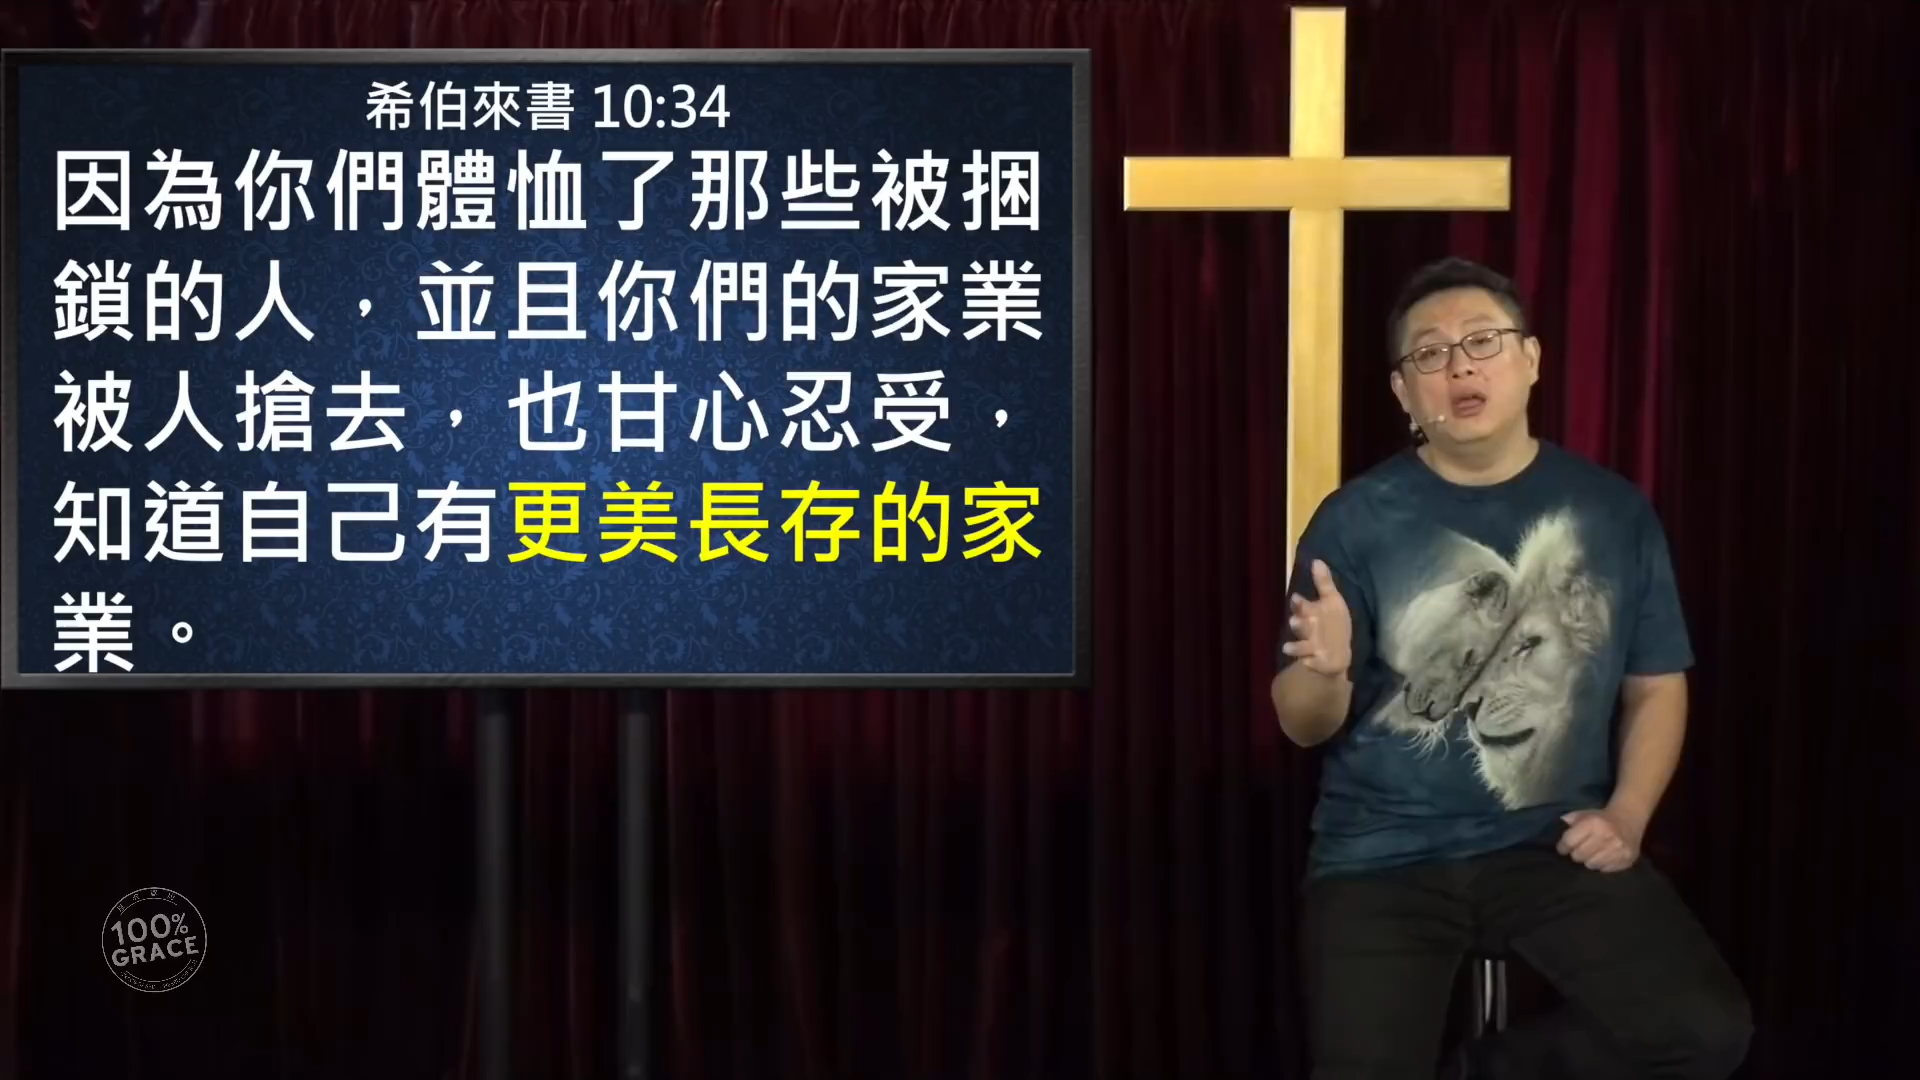 希伯來書 10:34
因為你們體恤了那些被捆
鎖的人，並且你們的家業
被人搶去，也甘心忍受，
知道自己有更美長存的家
業。
100%
GRACE